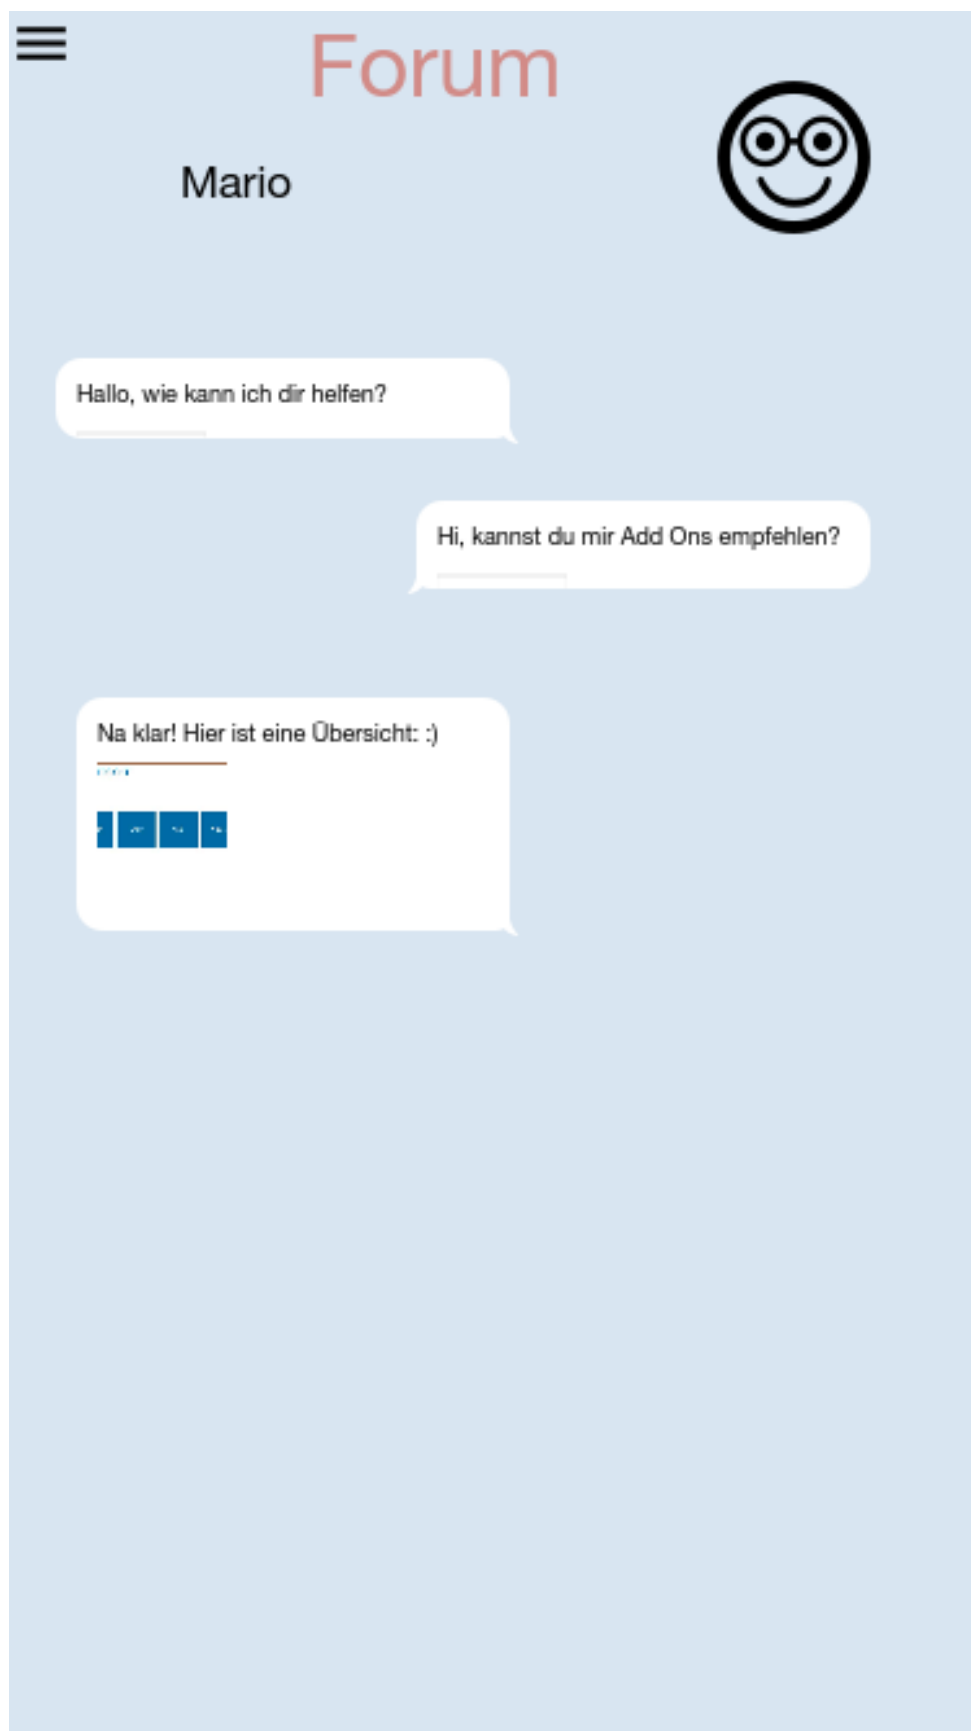 Forum
Mario
Hallo, wie kann ich dir helfen?
Hi, kannst du mir Add Ons empfehlen?
Na klar! Hier ist eine Übersicht: :)